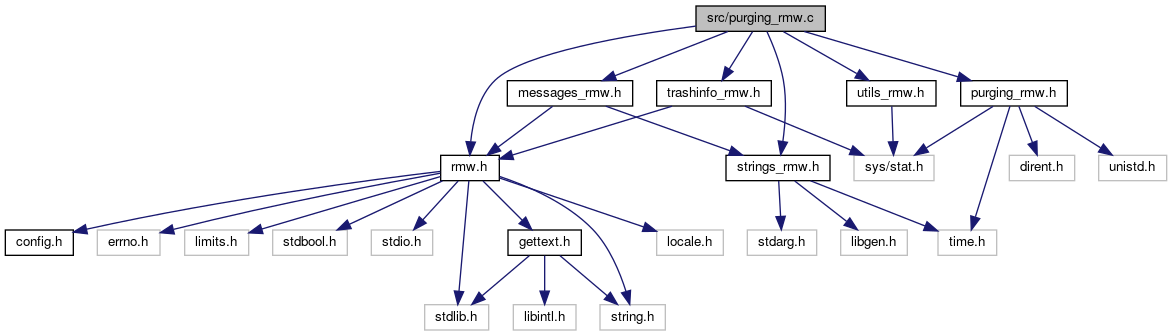 src/purging_rmw.c
messages_rmw.h
trashinfo_rmw.h
utils_rmw.h
purging_rmw.h
rmw.h
strings_rmw.h
sys/stat.h
dirent.h
unistd.h
config.h
errno.h
limits.h
stdbool.h
stdio.h
gettext.h
locale.h
stdarg.h
libgen.h
time.h
stdlib.h
libintl.h
string.h